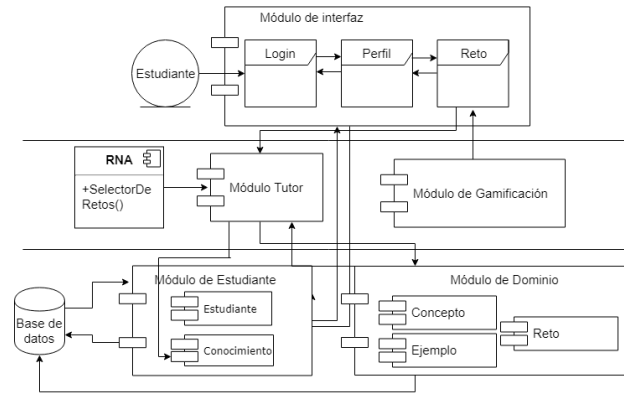 Módulo de interfaz
Estudiante
Login
Perfil
Reto
RNA
+SelectorDe
Retos()
Módulo Tutor
Módulo de Gamificación
Base de
datos
Módulo de Estudiante
Estudiante
Conocimiento
Módulo de Dominio
Concepto
Ejemplo
Reto